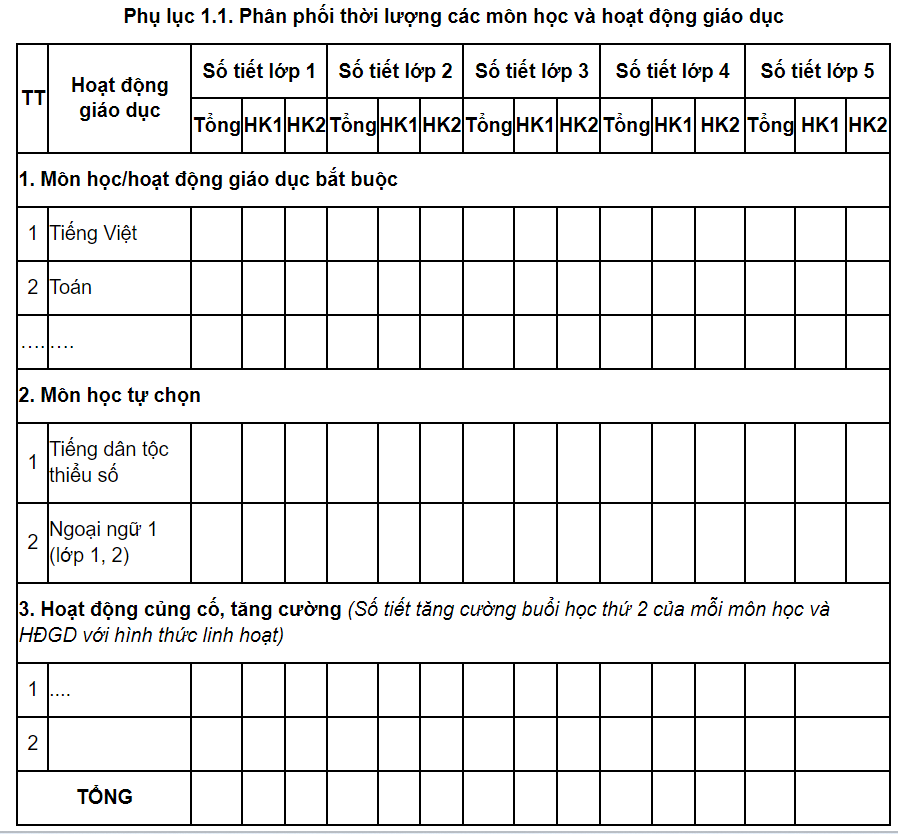 Phụ lục 1.1. Phân phối thời lượng các môn học và hoạt động giáo dục
TT Hoạt động giáo dục Số tiết lớp 1 Số tiết lớp 2 Số tiết lớp 3 Số tiết lớp 4 Số tiết lớp 5
Tổng HK1 HK2 Tổng HK1 HK2 Tổng HK1 HK2 Tổng HK1 HK2 Tổng HK1 HK2
1. Môn học/hoạt động giáo dục bắt buộc
1 Tiếng Việt
2 Toán
.... ....
2. Môn học tự chọn
1 Tiếng dân tộc
thiểu số
2 Ngoại ngữ 1
(lớp 1, 2)
3. Hoạt động củng cố, tăng cường (Số tiết tăng cường buổi học thứ 2 của mỗi môn học và
HĐGD với hình thức linh hoạt)
1 ....
2
TỔNG